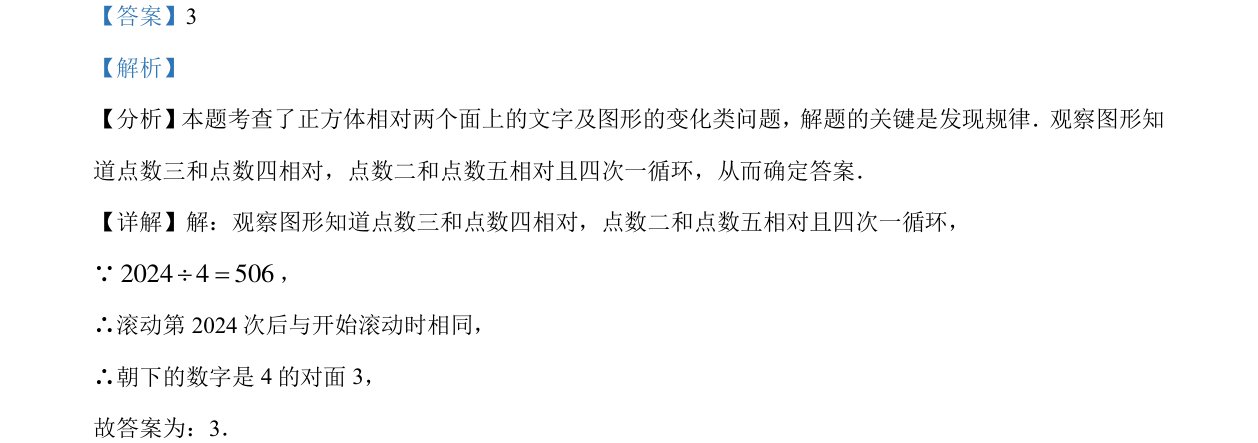 【答案】3
【解析】
【分析】本题考查了正方体相对两个面上的文字及图形的变化类问题，解题的关键是发现规律．观察图形知
道点数三和点数四相对，点数二和点数五相对且四次一循环，从而确定答案．
【详解】解：观察图形知道点数三和点数四相对，点数二和点数五相对且四次一循环，
∵2024÷4=506，
∴滚动第 2024 次后与开始滚动时相同，
∴朝下的数字是 4 的对面 3，
故答案为：3．